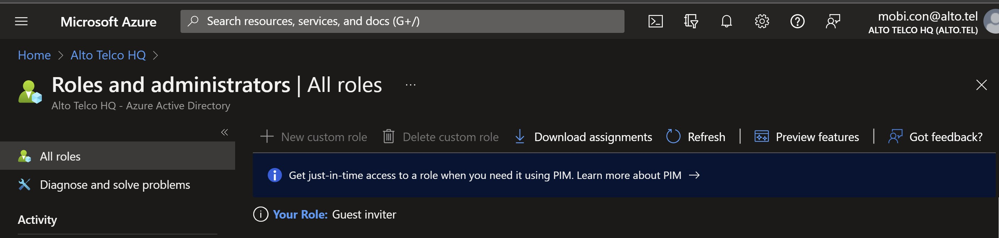 Microsoft Azure
Search resources, services, and docs (G+/)
mobi.con@alto.tel
ALTO TELCO HQ (ALTO.TEL)
Home > Alto Telco HQ >
Roles and administrators | All roles ...
Alto Telco HQ - Azure Active Directory
«
New custom role
Delete custom role
Download assignments
Refresh
Preview features
Got feedback?
All roles
Diagnose and solve problems
Activity
Get just-in-time access to a role when you need it using PIM. Learn more about PIM →
Your Role: Guest inviter